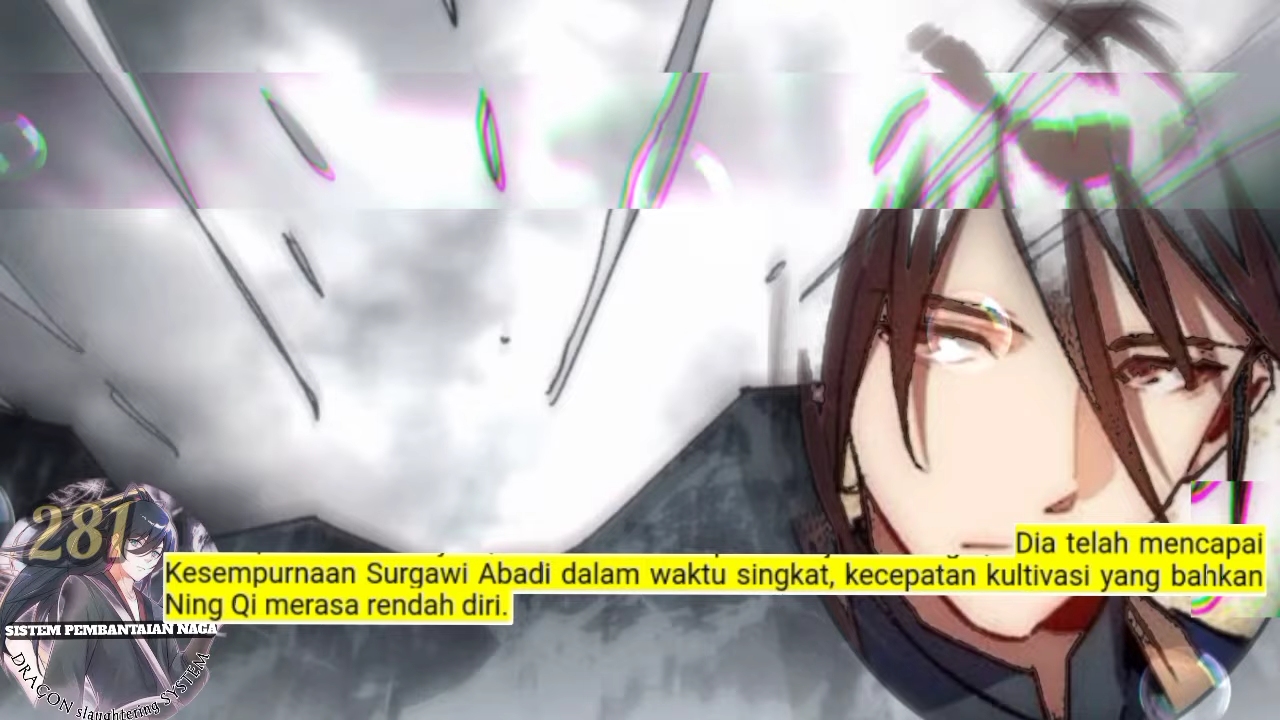 281
Dia telah mencapai
Kesempurnaan Surgawi Abadi dalam waktu singkat, kecepatan kultivasi yang bahkan
Ning Qi merasa rendah diri.
SISTEM PEMBANTAIAN NAGA
DRAGON slaughtering SYSTEM